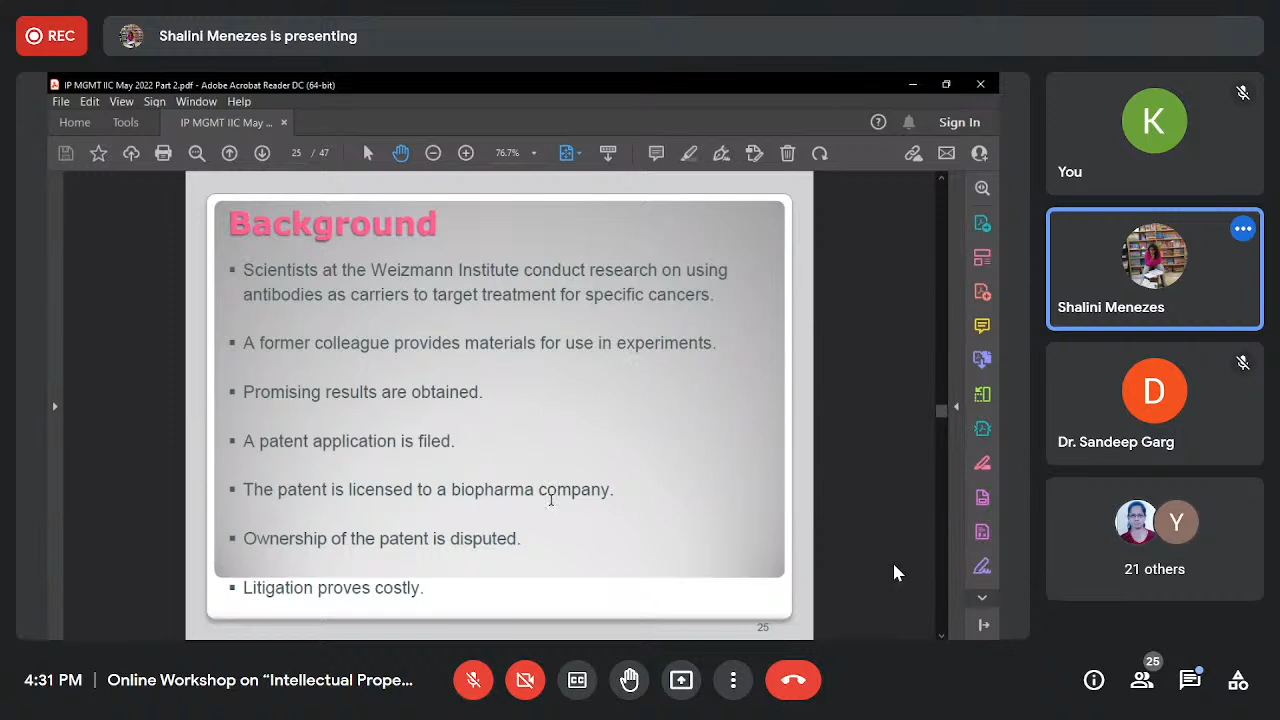 REC
Shalini Menezes is presenting
IP MGMT IIC May 2022 Part 2.pdf - Adobe Acrobat Reader DC (64-bit)
File Edit View Sign Window Help
Home Tools IP MGMT IIC May ... × Sign In
25 / 47 76.7%
Background
▪ Scientists at the Weizmann Institute conduct research on using
antibodies as carriers to target treatment for specific cancers.
▪ A former colleague provides materials for use in experiments.
▪ Promising results are obtained.
▪ A patent application is filed.
▪ The patent is licensed to a biopharma company.
▪ Ownership of the patent is disputed.
▪ Litigation proves costly.
25
K
You
Shalini Menezes
D
Dr. Sandeep Garg
Y
21 others
4:31 PM | Online Workshop on “Intellectual Prope...
25